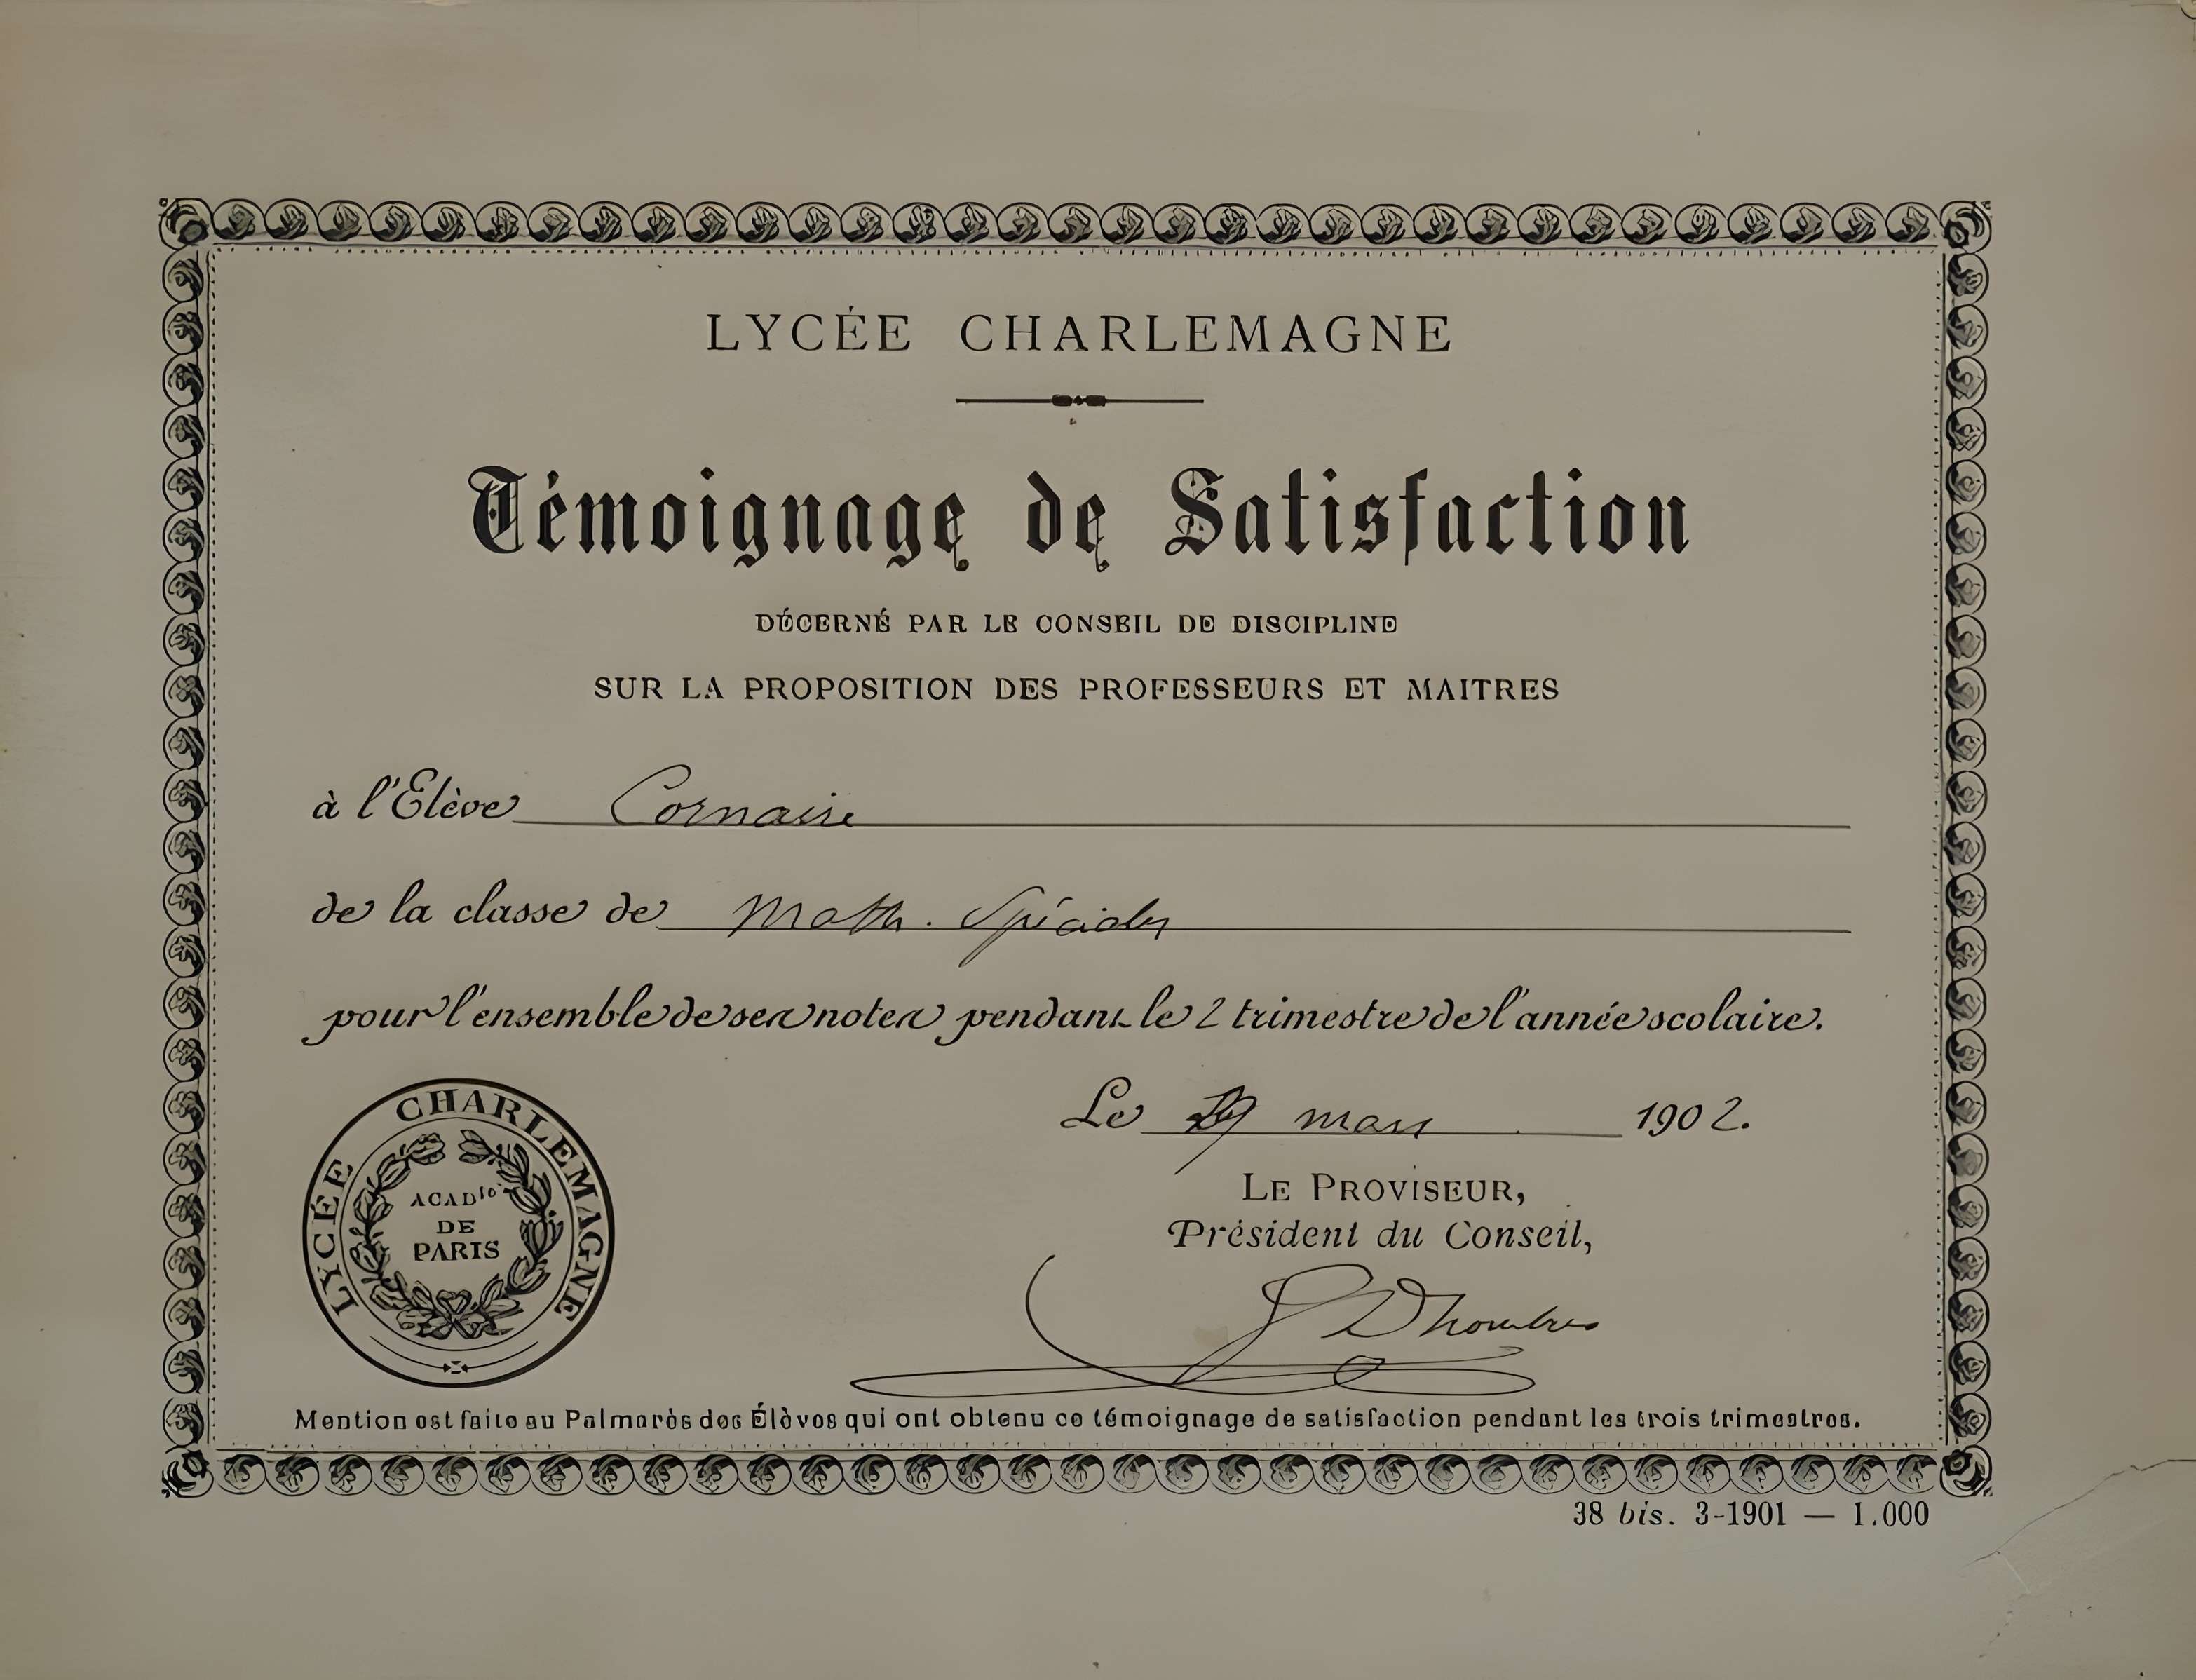 LYCÉE CHARLEMAGNE
Témoignage de Satisfaction
DÉCERNÉ PAR LE CONSEIL DE DISCIPLINE
SUR LA PROPOSITION DES PROFESSEURS ET MAITRES
à l'Elève Cornaire
de la classe de Math. Spéciales
pour l'ensemble de ses notes pendant le 2 trimestre de l'année scolaire.
Le 29 mars 1902.
LE PROVISEUR,
Président du Conseil,
J Dhombres
LYCÉE CHARLEMAGNE
ACADIE
DE
PARIS
Mention est faite au Palmarès des Élèves qui ont obtenu ce témoignage de satisfaction pendant les trois trimestres.
38 bis. 3-1901 — 1.000